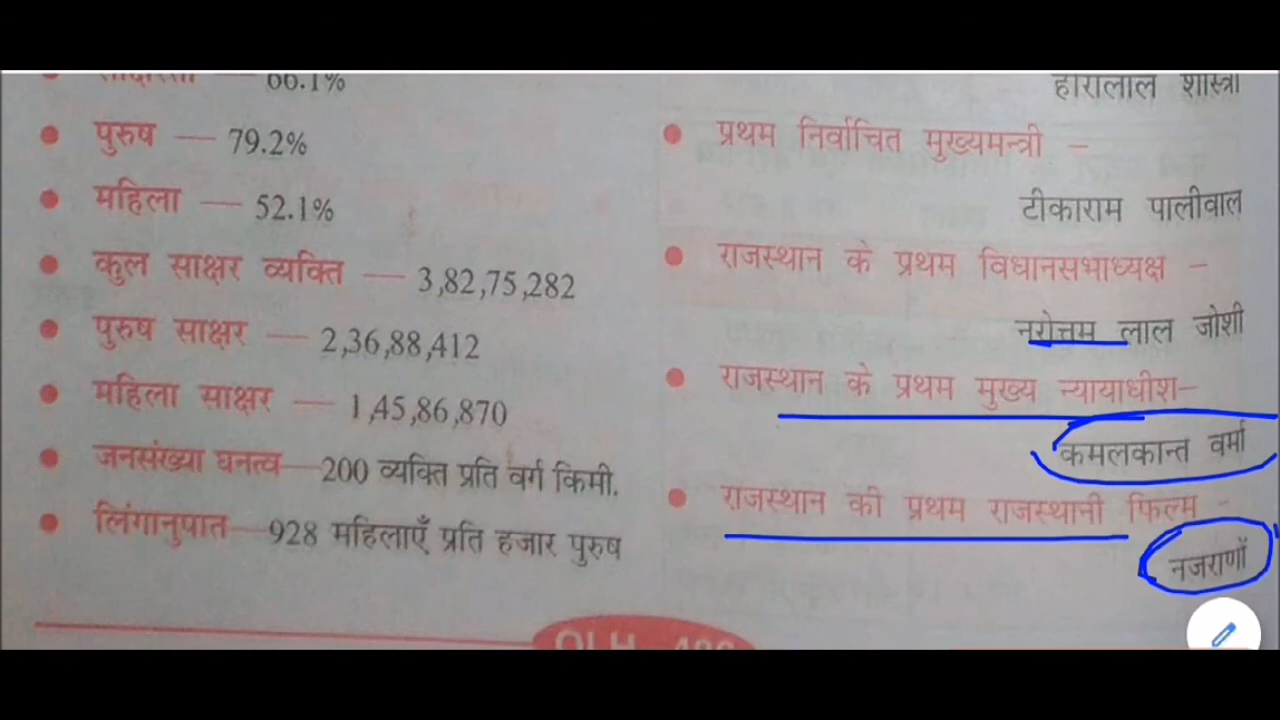 साक्षरता — 66.1%
पुरुष — 79.2%
महिला — 52.1%
कुल साक्षर व्यक्ति — 3,82,75,282
पुरुष साक्षर — 2,36,88,412
महिला साक्षर — 1,45,86,870
जनसंख्या घनत्व—200 व्यक्ति प्रति वर्ग किमी.
लिंगानुपात—928 महिलाएँ प्रति हजार पुरुष
हीरालाल शास्त्री
प्रथम निर्वाचित मुख्यमन्त्री –
टीकाराम पालीवाल
राजस्थान के प्रथम विधानसभाध्यक्ष –
नरोत्तम लाल जोशी
राजस्थान के प्रथम मुख्य न्यायाधीश–
कमलकान्त वर्मा
राजस्थान की प्रथम राजस्थानी फिल्म –
नजराणाँ